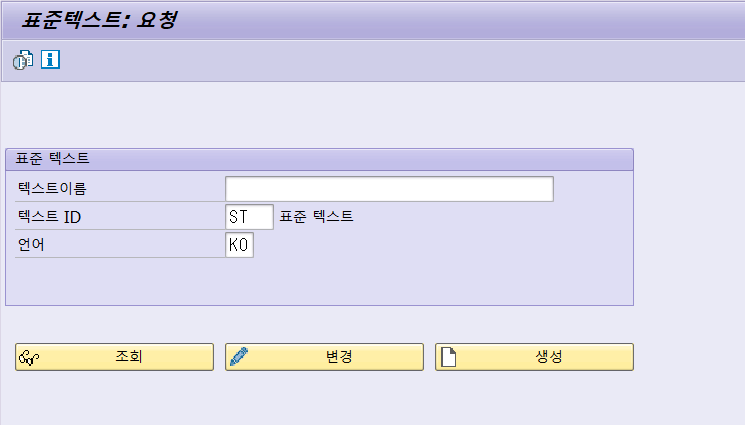 표준텍스트: 요청
표준 텍스트
텍스트이름
텍스트 ID ST 표준 텍스트
언어 KO
조회 변경 생성